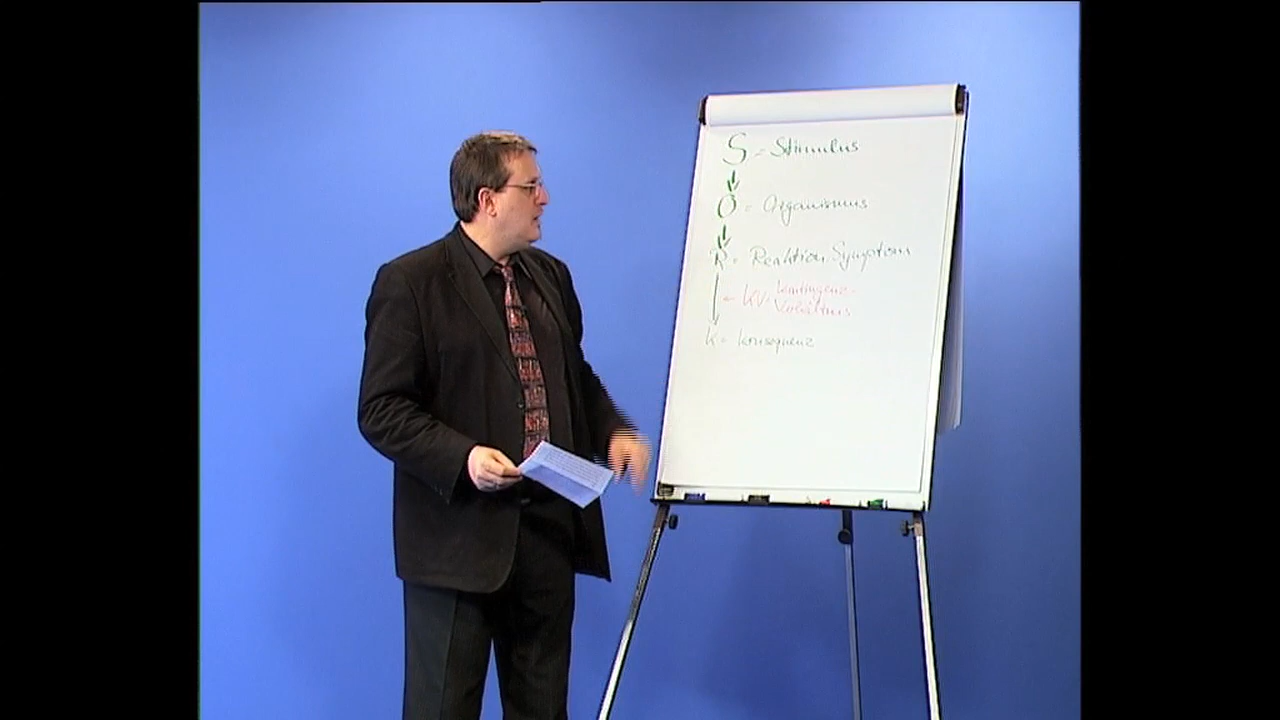 S = Stimulus
O = Organismus
R = Reaktion, Symptom
KV = Kontingenz-
Verhältnis
K = Konsequenz